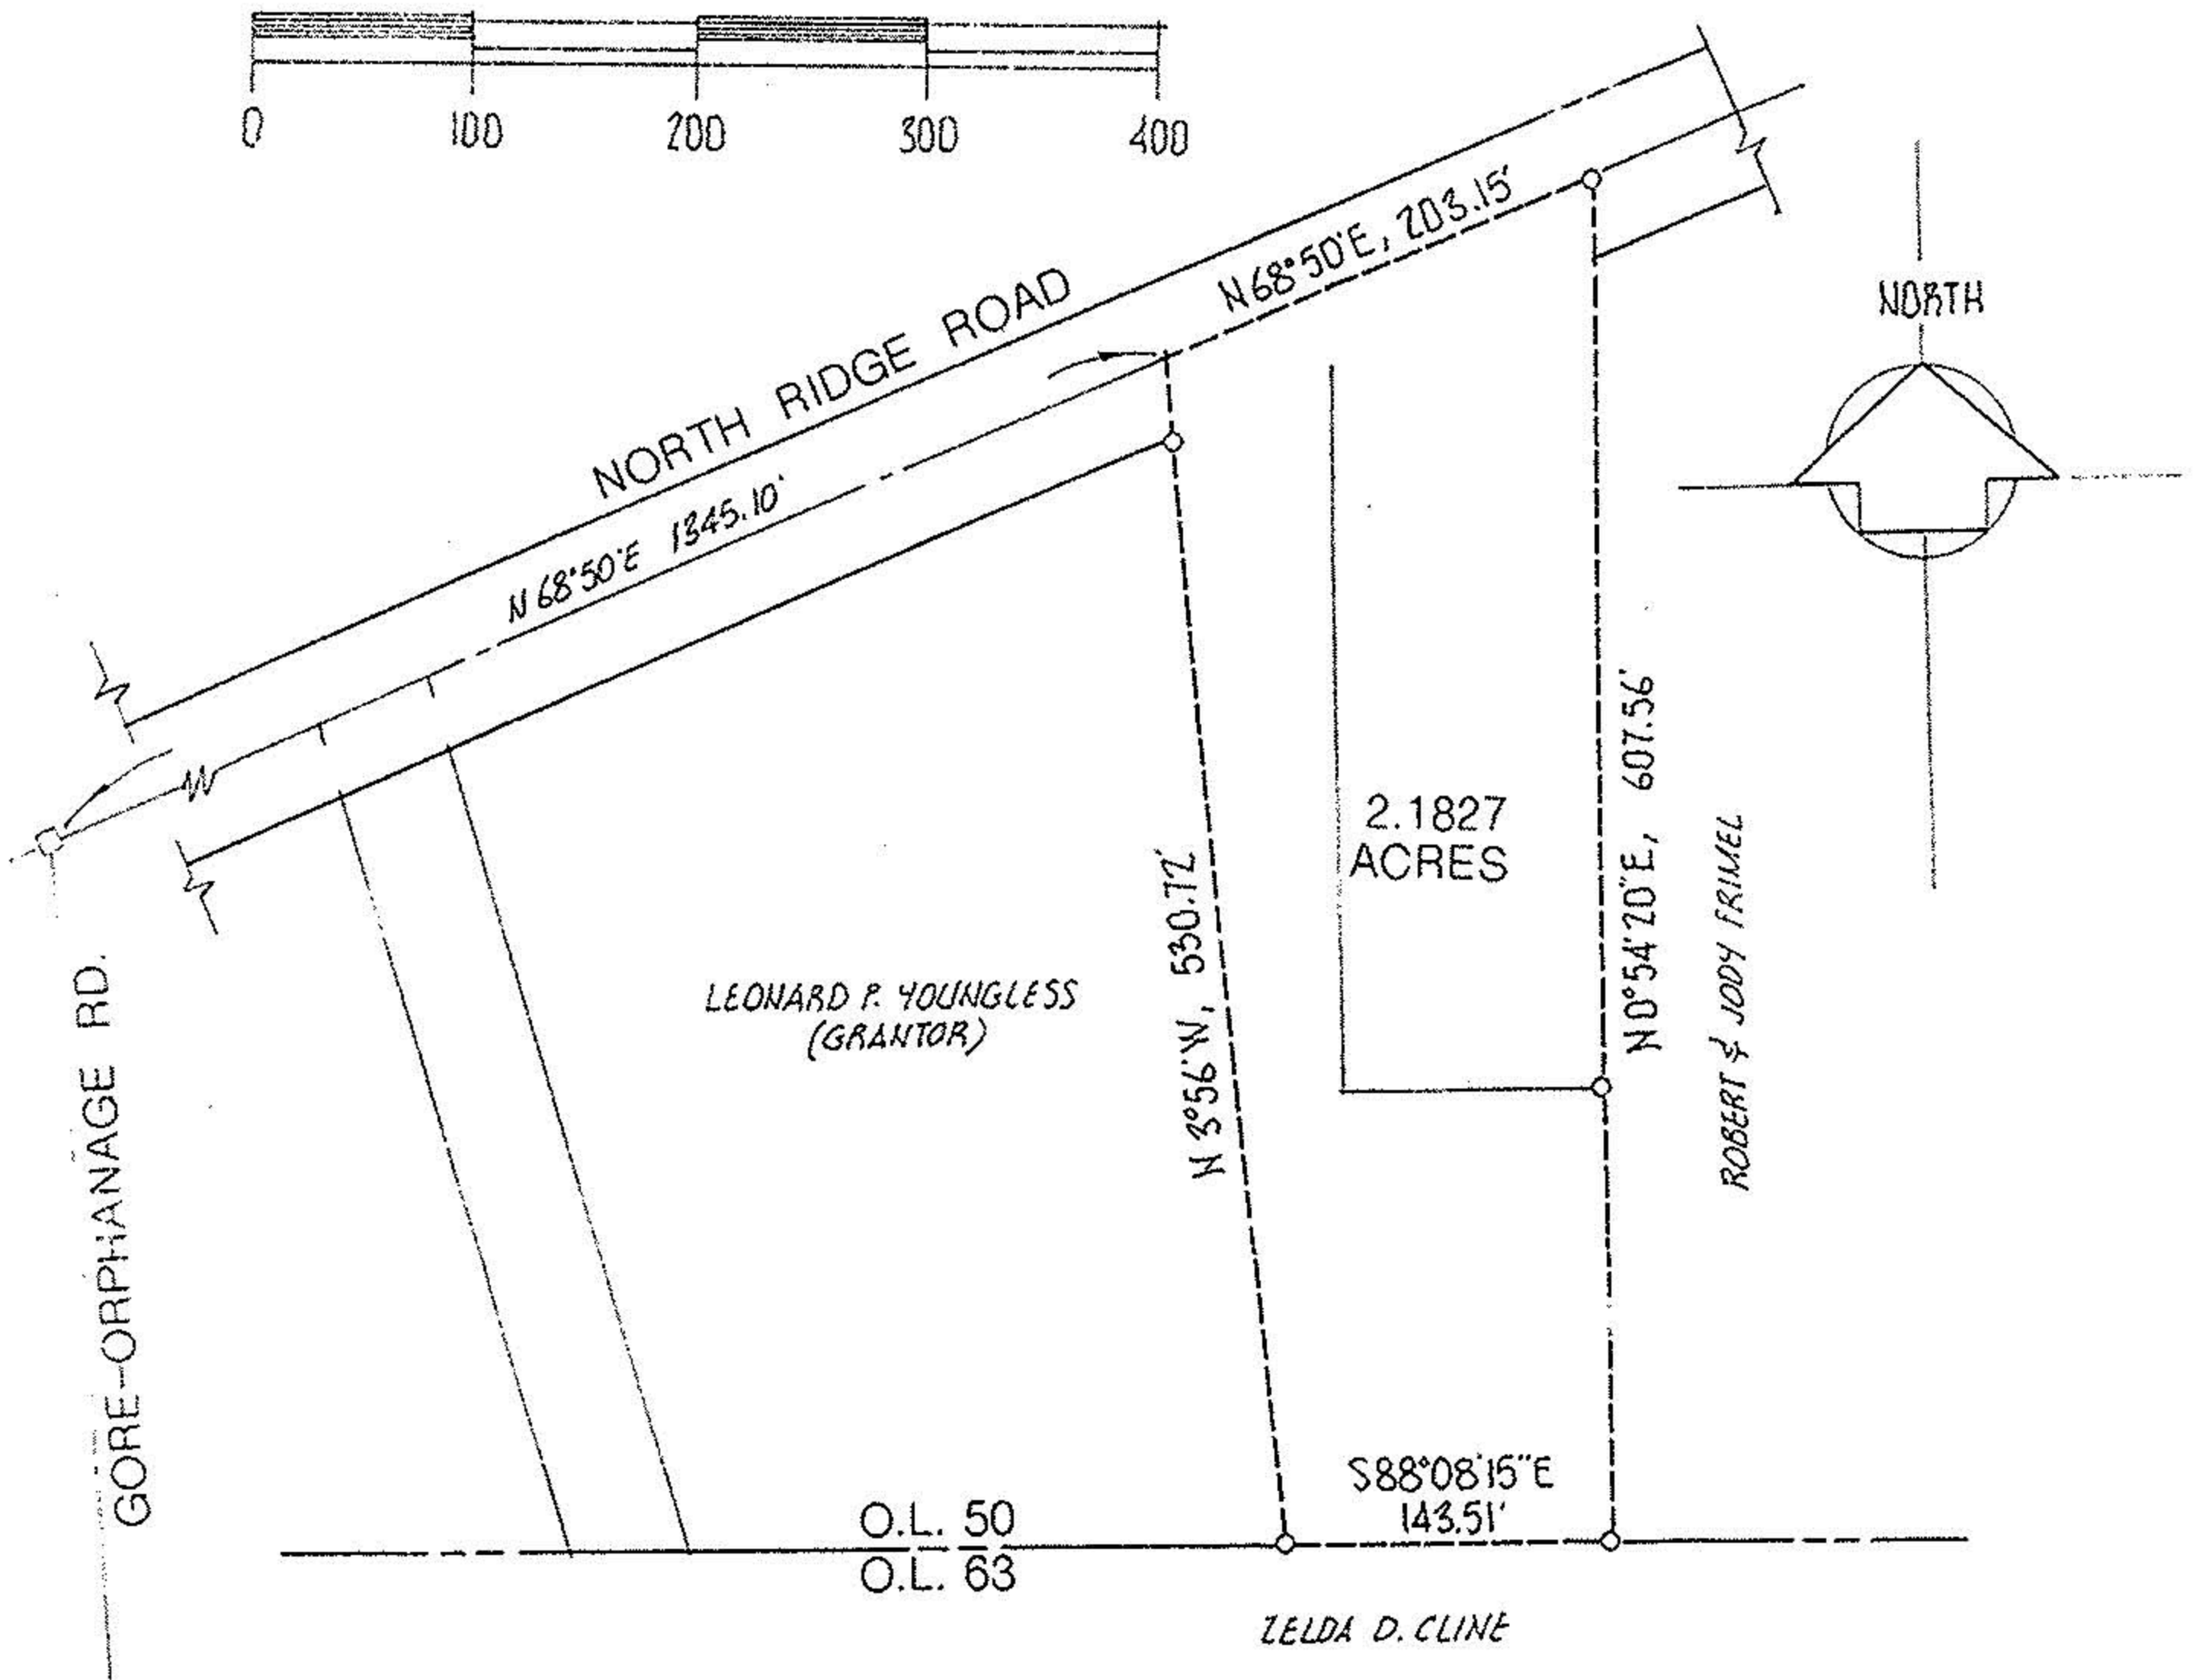 0 100 200 300 400
NORTH RIDGE ROAD
N 68°50'E 1345.10'
N 68°50'E, 203.15'
NORTH
2.1827
ACRES
N 3°56'W, 530.72'
N 0°54'20"E, 607.56'
ROBERT & JODY FRIMEL
LEONARD P. YOUNGLESS
(GRANTOR)
GORE-ORPHANAGE RD.
S 88°08'15"E
143.51'
O.L. 50
O.L. 63
ZELDA D. CLINE